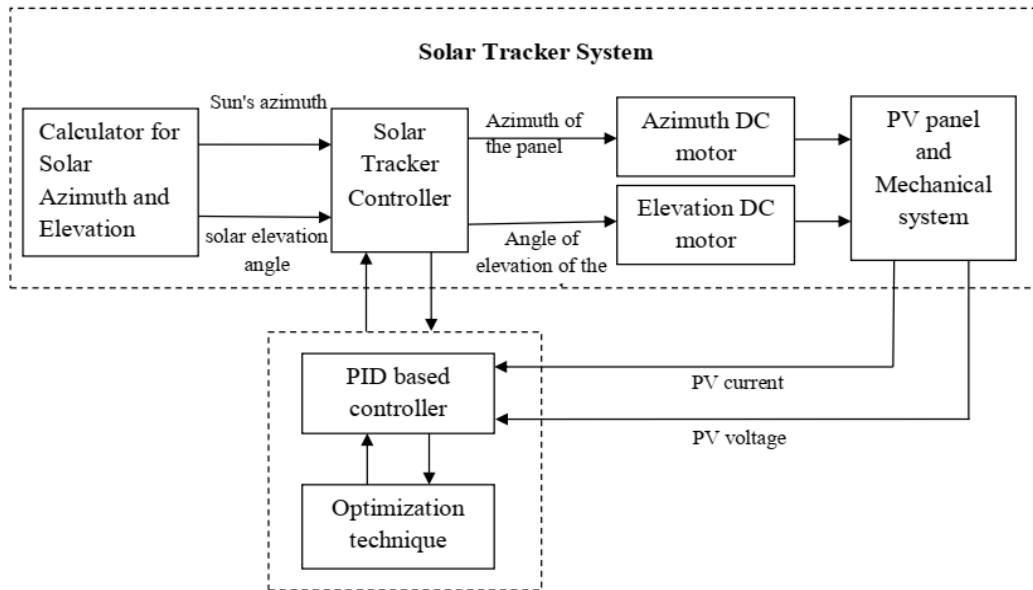 Solar Tracker System
Sun's azimuth
Calculator for
Solar
Azimuth and
Elevation
solar elevation
angle
Solar
Tracker
Controller
Azimuth of
the panel
Angle of
elevation of the
Azimuth DC
motor
Elevation DC
motor
PV panel
and
Mechanical
system
PID based
controller
PV current
PV voltage
Optimization
technique